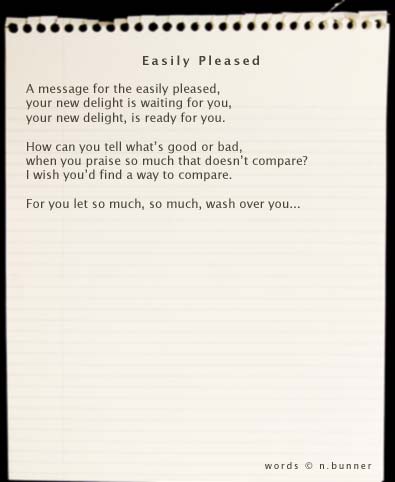 Easily Pleased
A message for the easily pleased,
your new delight is waiting for you,
your new delight, is ready for you.
How can you tell what's good or bad,
when you praise so much that doesn't compare?
I wish you'd find a way to compare.
For you let so much, so much, wash over you...
words © n.bunner